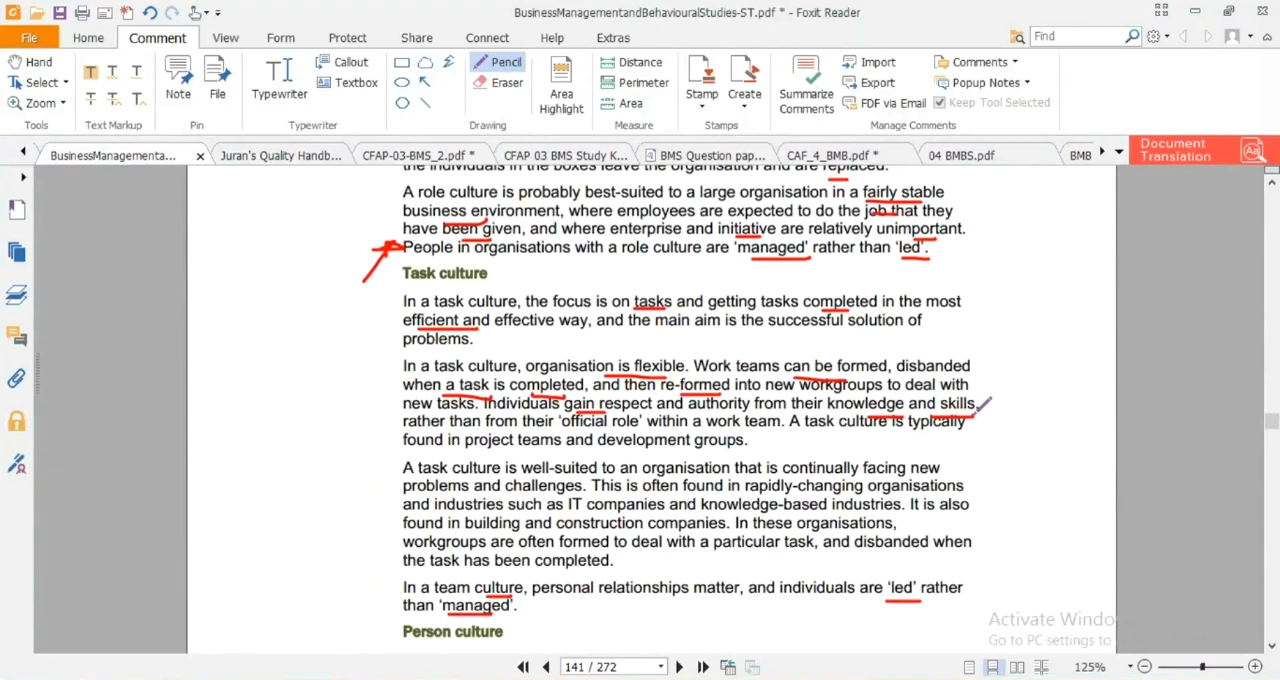 BusinessManagementandBehaviouralStudies-ST.pdf * - Foxit Reader
File Home Comment View Form Protect Share Connect Help Extras Find
Hand Select Zoom Tools
Text Markup
Note File Pin
Typewriter Callout Textbox Typewriter
Pencil Eraser Drawing
Area Highlight Distance Perimeter Area Measure
Stamp Create Stamps
Summarize Comments Import Export FDF via Email Comments Popup Notes Keep Tool Selected Manage Comments
BusinessManagementa... Juran's Quality Handb... CFAP-03-BMS_2.pdf * CFAP 03 BMS Study K... BMS Question pap... CAF_4_BMB.pdf * 04 BMBS.pdf BMB Document Translation
the individuals in the boxes leave the organisation and are replaced.
A role culture is probably best-suited to a large organisation in a fairly stable
business environment, where employees are expected to do the job that they
have been given, and where enterprise and initiative are relatively unimportant.
People in organisations with a role culture are ‘managed’ rather than ‘led’.
Task culture
In a task culture, the focus is on tasks and getting tasks completed in the most
efficient and effective way, and the main aim is the successful solution of
problems.
In a task culture, organisation is flexible. Work teams can be formed, disbanded
when a task is completed, and then re-formed into new workgroups to deal with
new tasks. Individuals gain respect and authority from their knowledge and skills,
rather than from their ‘official role’ within a work team. A task culture is typically
found in project teams and development groups.
A task culture is well-suited to an organisation that is continually facing new
problems and challenges. This is often found in rapidly-changing organisations
and industries such as IT companies and knowledge-based industries. It is also
found in building and construction companies. In these organisations,
workgroups are often formed to deal with a particular task, and disbanded when
the task has been completed.
In a team culture, personal relationships matter, and individuals are ‘led’ rather
than ‘managed’.
Person culture
Activate Windo
Go to PC settings to
141 / 272 125%